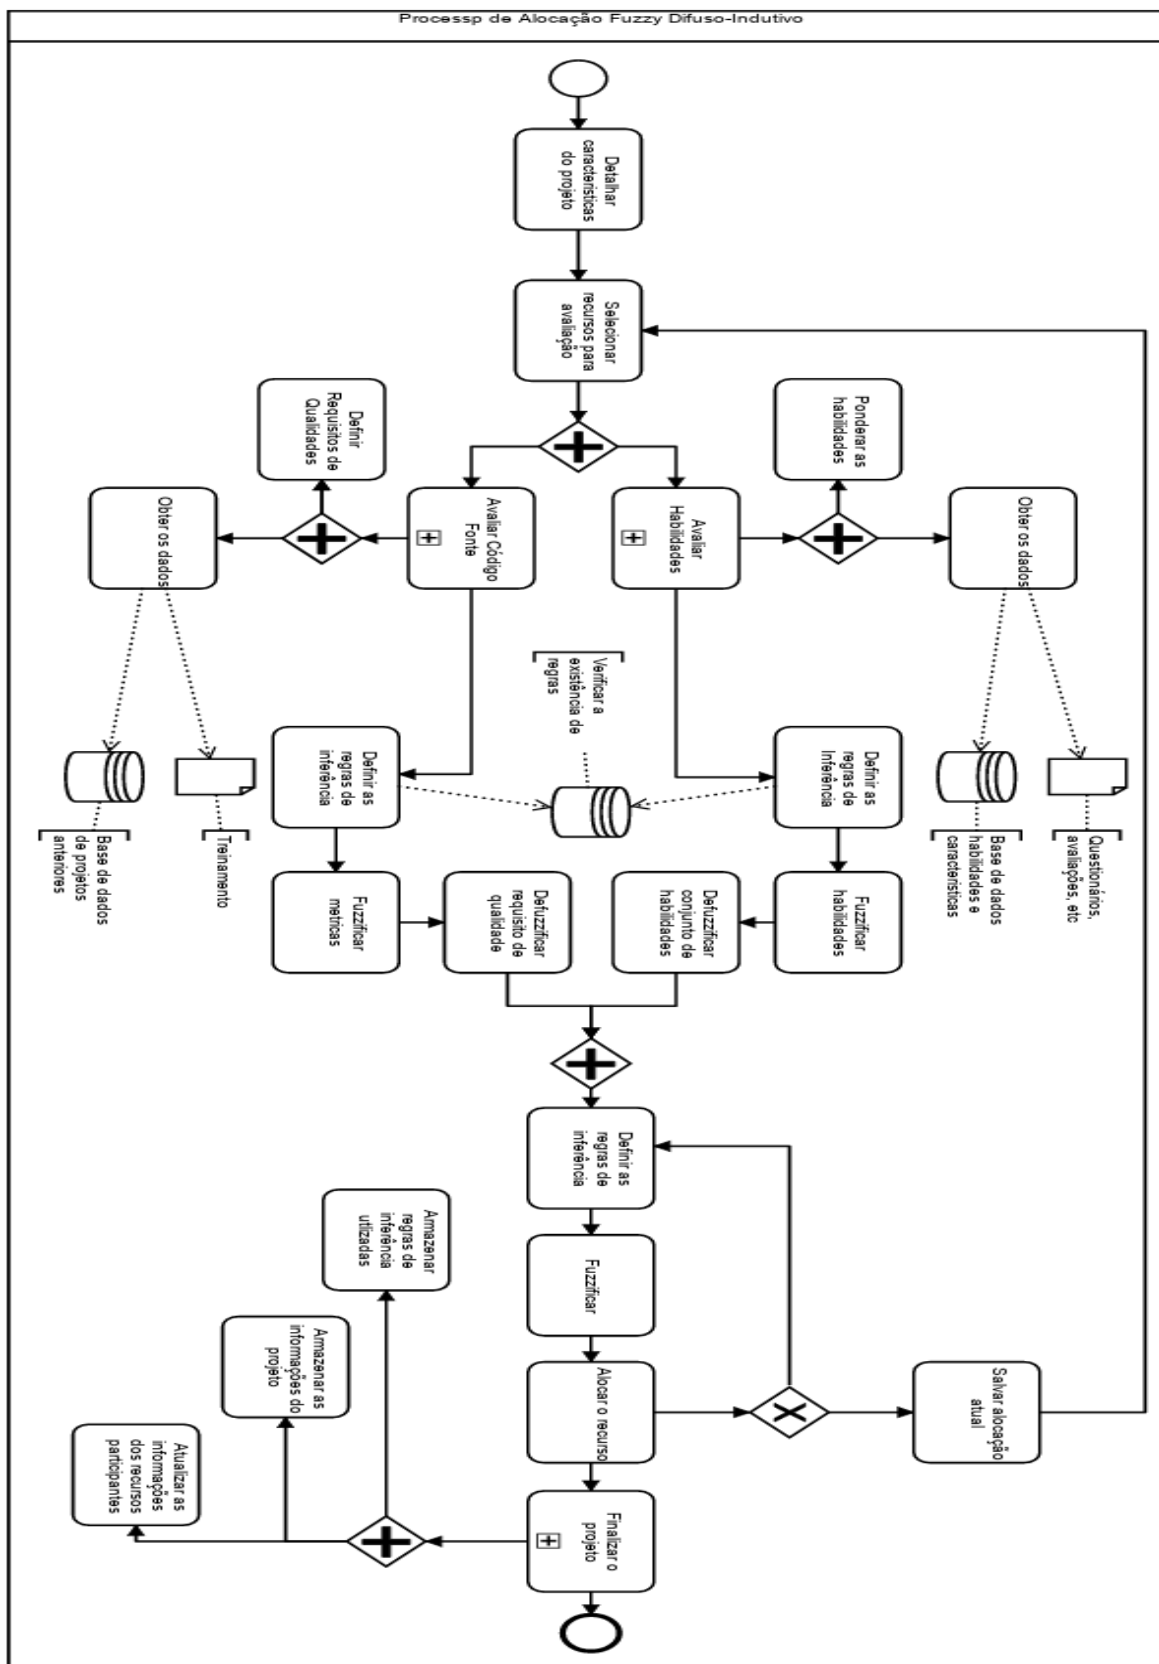 Processp de Alocação Fuzzy Difuso-Indutivo
Detalhar
caracteristicas
do projeto
Selecionar
recursos para
avaliação
Definir
Requisitos de
Qualidades
Ponderar as
habilidades
Obter os dados
Avaliar Código
Fonte
Avaliar
Habilidades
Obter os dados
Verificar a
existência de
regras
Definir as
regras de
inferência
Definir as
regras de
Inferência
Base de dados
de projetos
anteriores
Treinamento
Base de dados
habilidades e
caracteristicas
Questionários,
avaliações, etc
Fuzzificar
metricas
Defuzzificar
requisito de
qualidade
Defuzzificar
conjunto de
habilidades
Fuzzificar
habilidades
Definir as
regras de
inferência
Armazenar
regras de
inferência
utlizadas
Fuzzificar
Armazenar as
informações do
projeto
Alocar o recurso
Salvar alocação
atual
Atualizar as
informações
dos recursos
participantes
Finalizar o
projeto